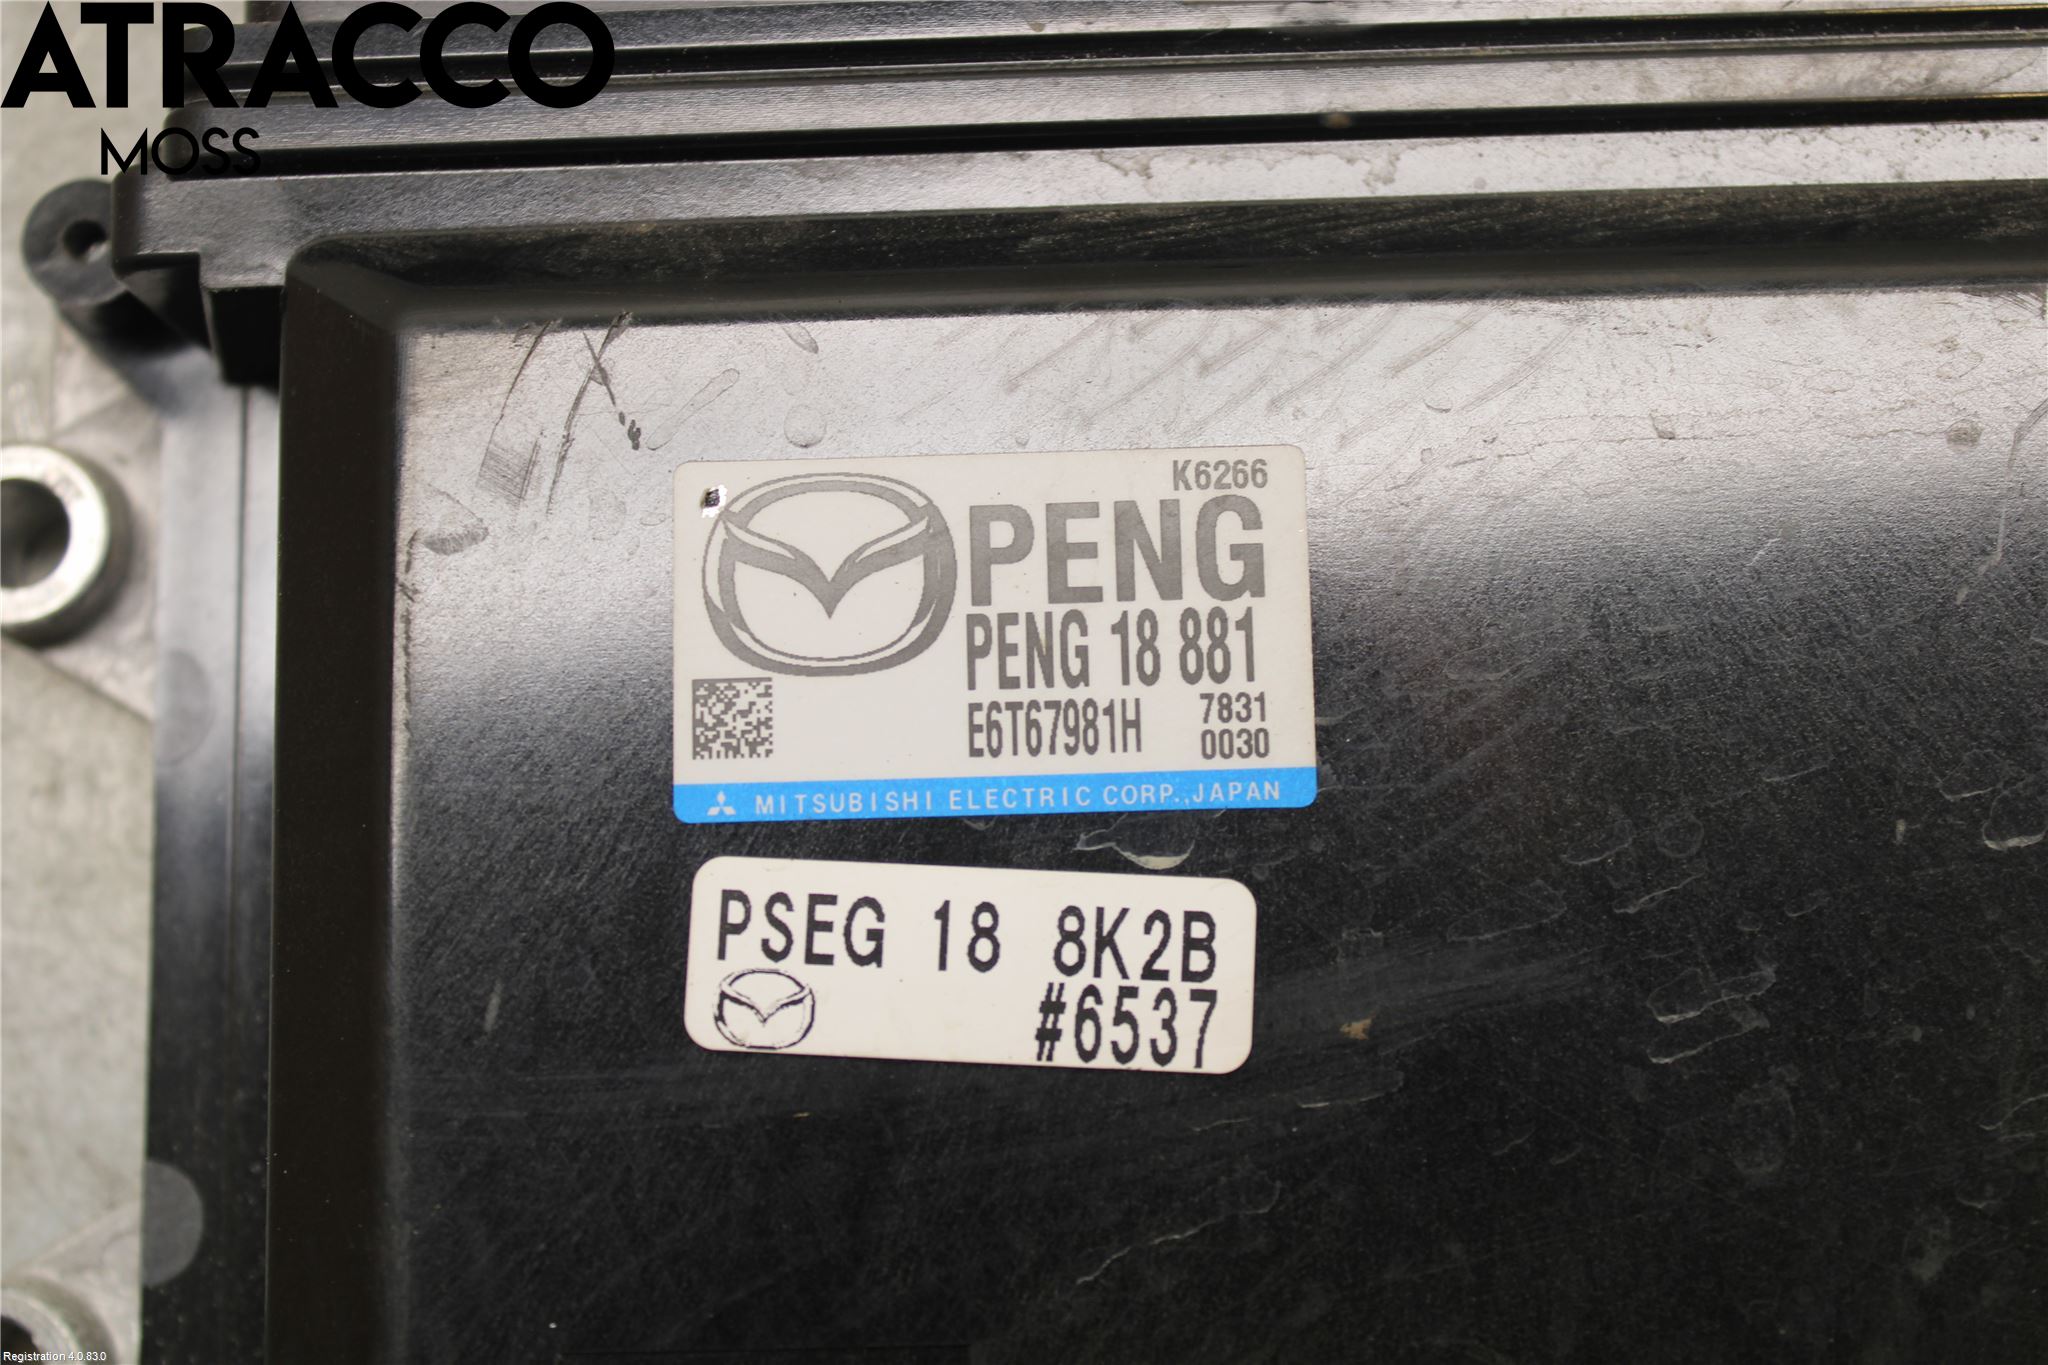 ATRACCO
MOSS
K6266
PENG
PENG 18 881
E6T67981H 7831
0030
MITSUBISHI ELECTRIC CORP.,JAPAN
PSEG 18 8K2B
#6537
Registration 4.0.83.0